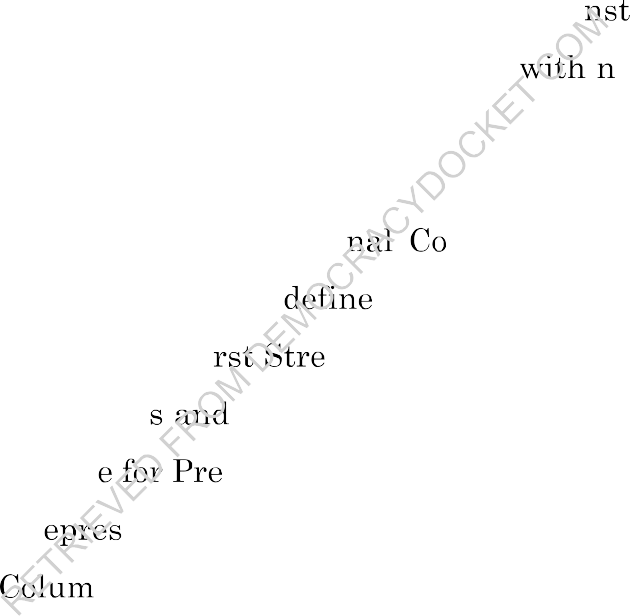 nst
with n
nal Co
define
rst Stre
s and
e for Pre
epres
Colum
RETRIEVED FROM DEMOCRACYDOCKET.COM